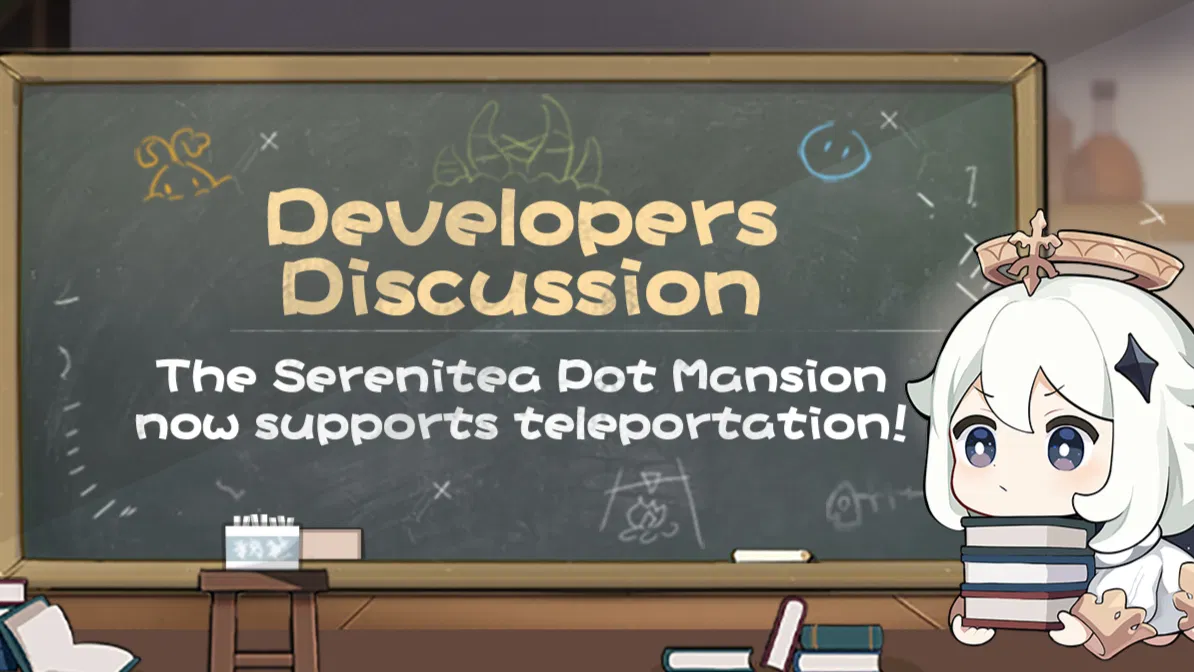 Developers
Discussion
The Serenitea Pot Mansion
now supports teleportation!